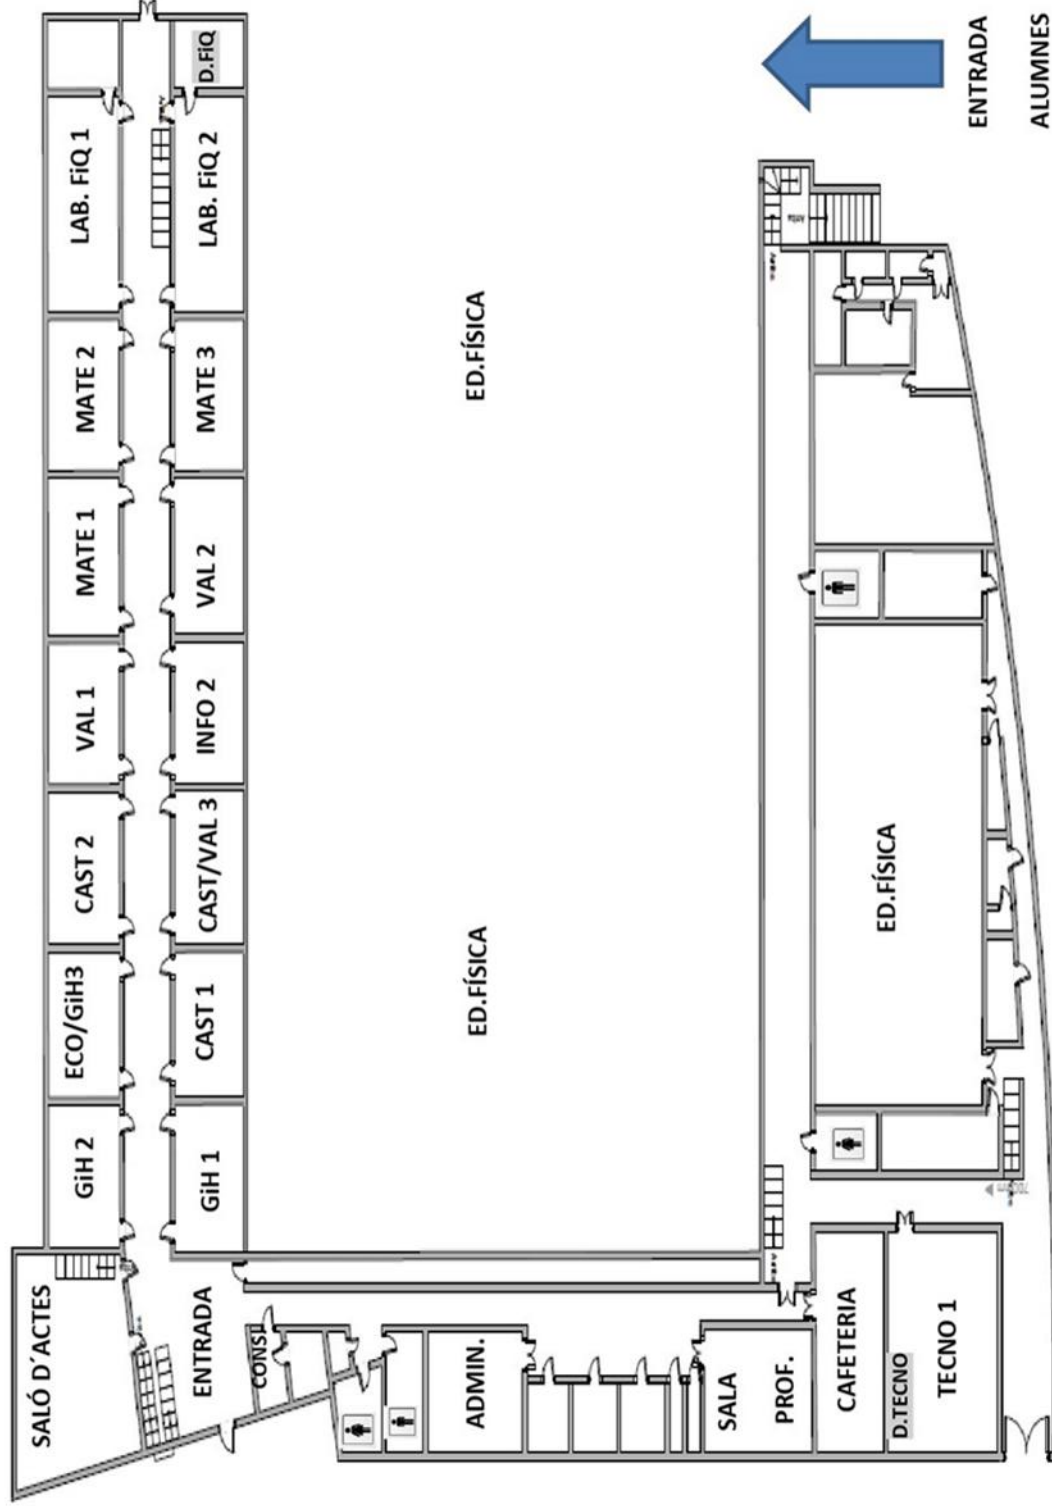 D.FiQ
LAB. FiQ 1
LAB. FiQ 2
MATE 2
MATE 3
MATE 1
VAL 2
VAL 1
INFO 2
CAST 2
CAST/VAL 3
ECO/GiH3
CAST 1
GiH 2
GiH 1
SALÓ D´ACTES
ENTRADA
CONS.
ADMIN.
SALA
PROF.
CAFETERIA
D.TECNO
TECNO 1
ED.FÍSICA
ED.FÍSICA
ED.FÍSICA
ENTRADA
ALUMNES